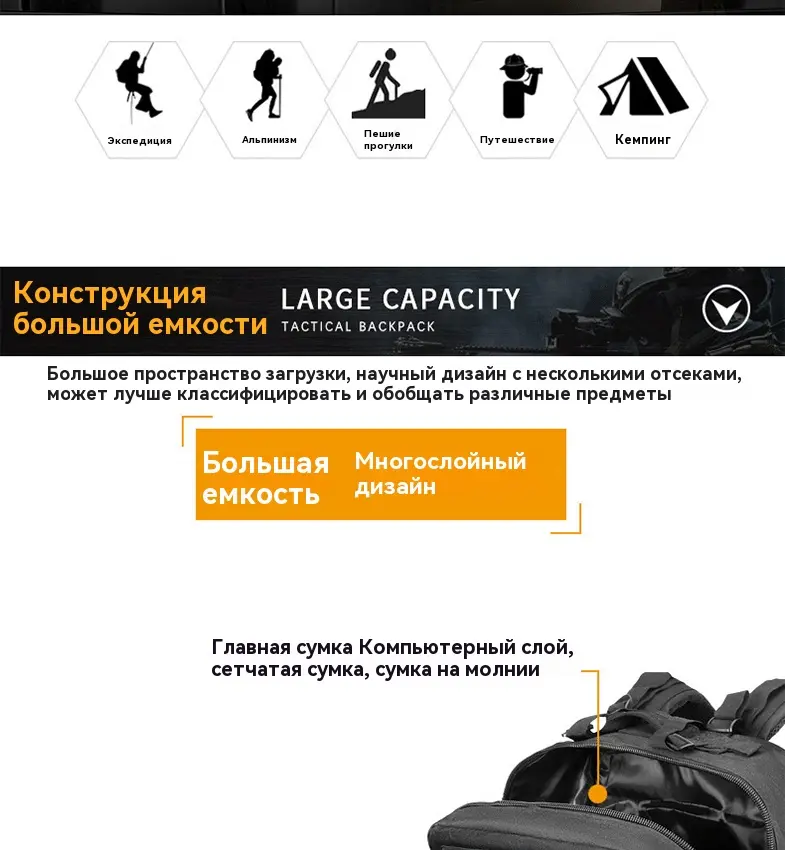 Экспедиция
Альпинизм
Пешие
прогулки
Путешествие
Кемпинг
Конструкция
большой емкости
LARGE CAPACITY
TACTICAL BACKPACK
Большое пространство загрузки, научный дизайн с несколькими отсеками,
может лучше классифицировать и обобщать различные предметы
Большая
емкость
Многослойный
дизайн
Главная сумка Компьютерный слой,
сетчатая сумка, сумка на молнии